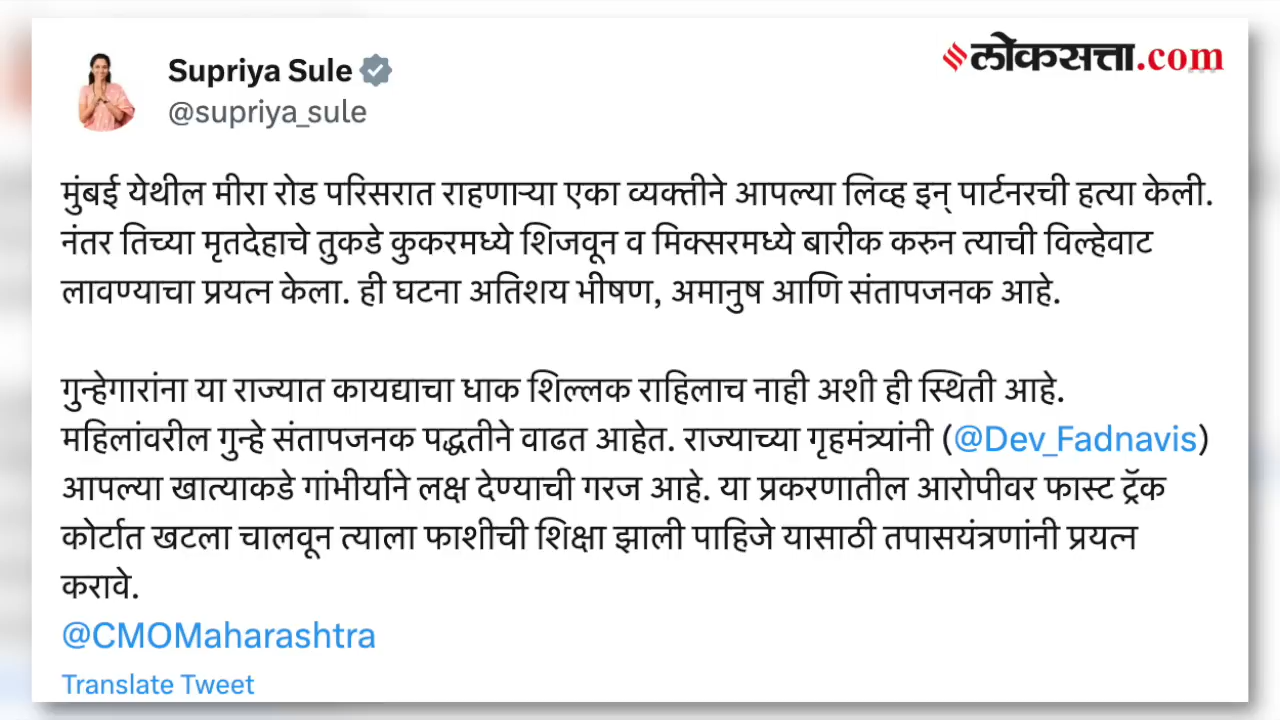 Supriya Sule
लोकसत्ता.com
@supriya_sule
मुंबई येथील मीरा रोड परिसरात राहणाऱ्या एका व्यक्तीने आपल्या लिव्ह इन् पार्टनरची हत्या केली.
नंतर तिच्या मृतदेहाचे तुकडे कुकरमध्ये शिजवून व मिक्सरमध्ये बारीक करुन त्याची विल्हेवाट
लावण्याचा प्रयत्न केला. ही घटना अतिशय भीषण, अमानुष आणि संतापजनक आहे.
गुन्हेगारांना या राज्यात कायद्याचा धाक शिल्लक राहिलाच नाही अशी ही स्थिती आहे.
महिलांवरील गुन्हे संतापजनक पद्धतीने वाढत आहेत. राज्याच्या गृहमंत्र्यांनी (@Dev_Fadnavis)
आपल्या खात्याकडे गांभीर्याने लक्ष देण्याची गरज आहे. या प्रकरणातील आरोपीवर फास्ट ट्रॅक
कोर्टात खटला चालवून त्याला फाशीची शिक्षा झाली पाहिजे यासाठी तपासयंत्रणांनी प्रयत्न
करावे.
@CMOMaharashtra
Translate Tweet